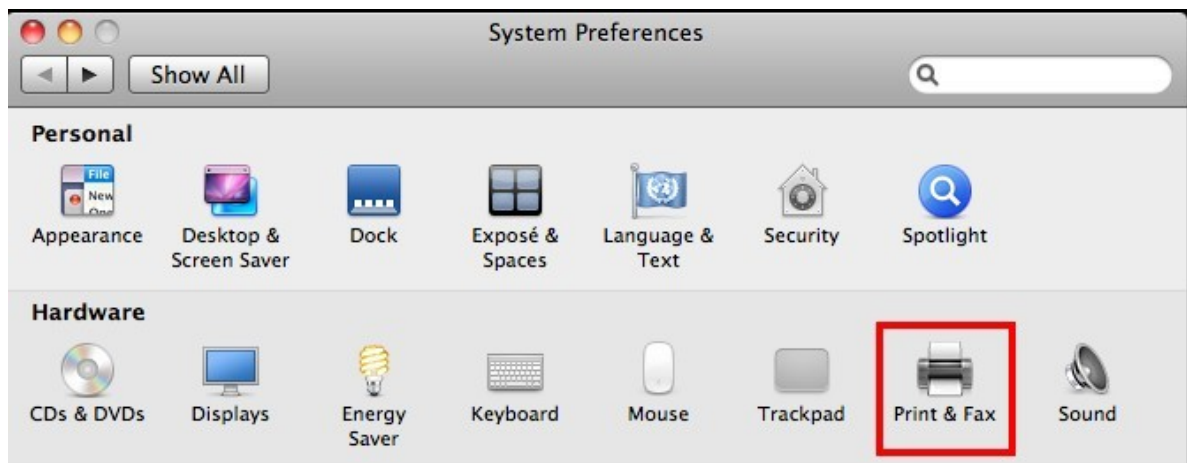 System Preferences
Show All
Personal
File
New
One
Appearance
Desktop &
Screen Saver
Dock
Exposé &
Spaces
Language &
Text
Security
Spotlight
Hardware
CDs & DVDs
Displays
Energy
Saver
Keyboard
Mouse
Trackpad
Print & Fax
Sound